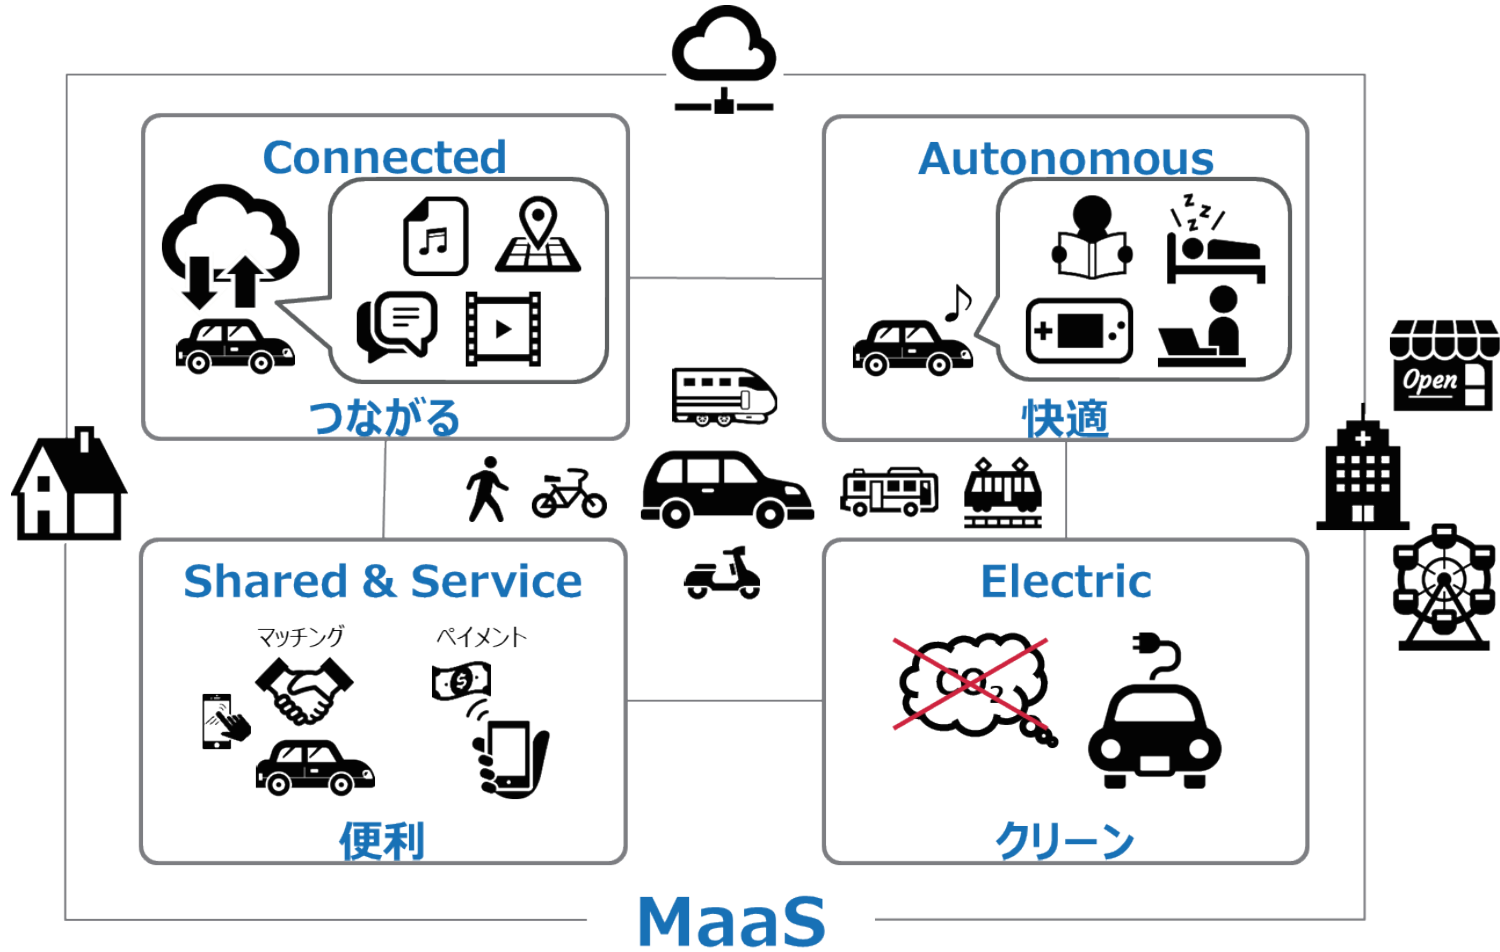 Connected
つながる
Autonomous
z
z
z
快適
Open
Shared & Service
マッチング
ペイメント
$
便利
Electric
CO2
クリーン
MaaS